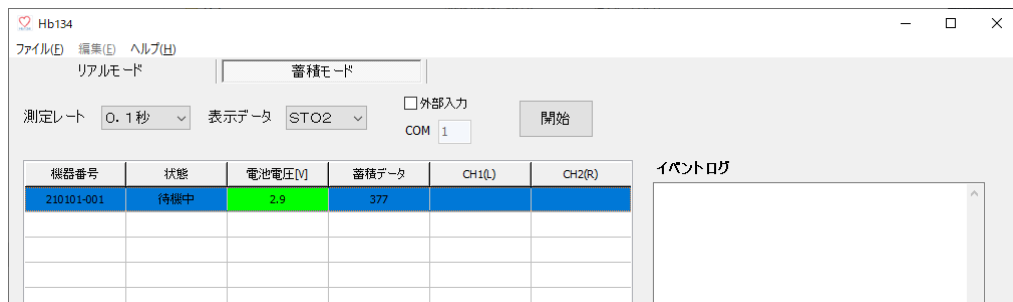 Hb134
ファイル(F) 編集(E) ヘルプ(H)
リアルモード 蓄積モード
測定レート 0.1秒 表示データ STO2 外部入力 COM 1 開始
機器番号 状態 電池電圧[V] 蓄積データ CH1(L) CH2(R) イベントログ
210101-001 待機中 2.9 377